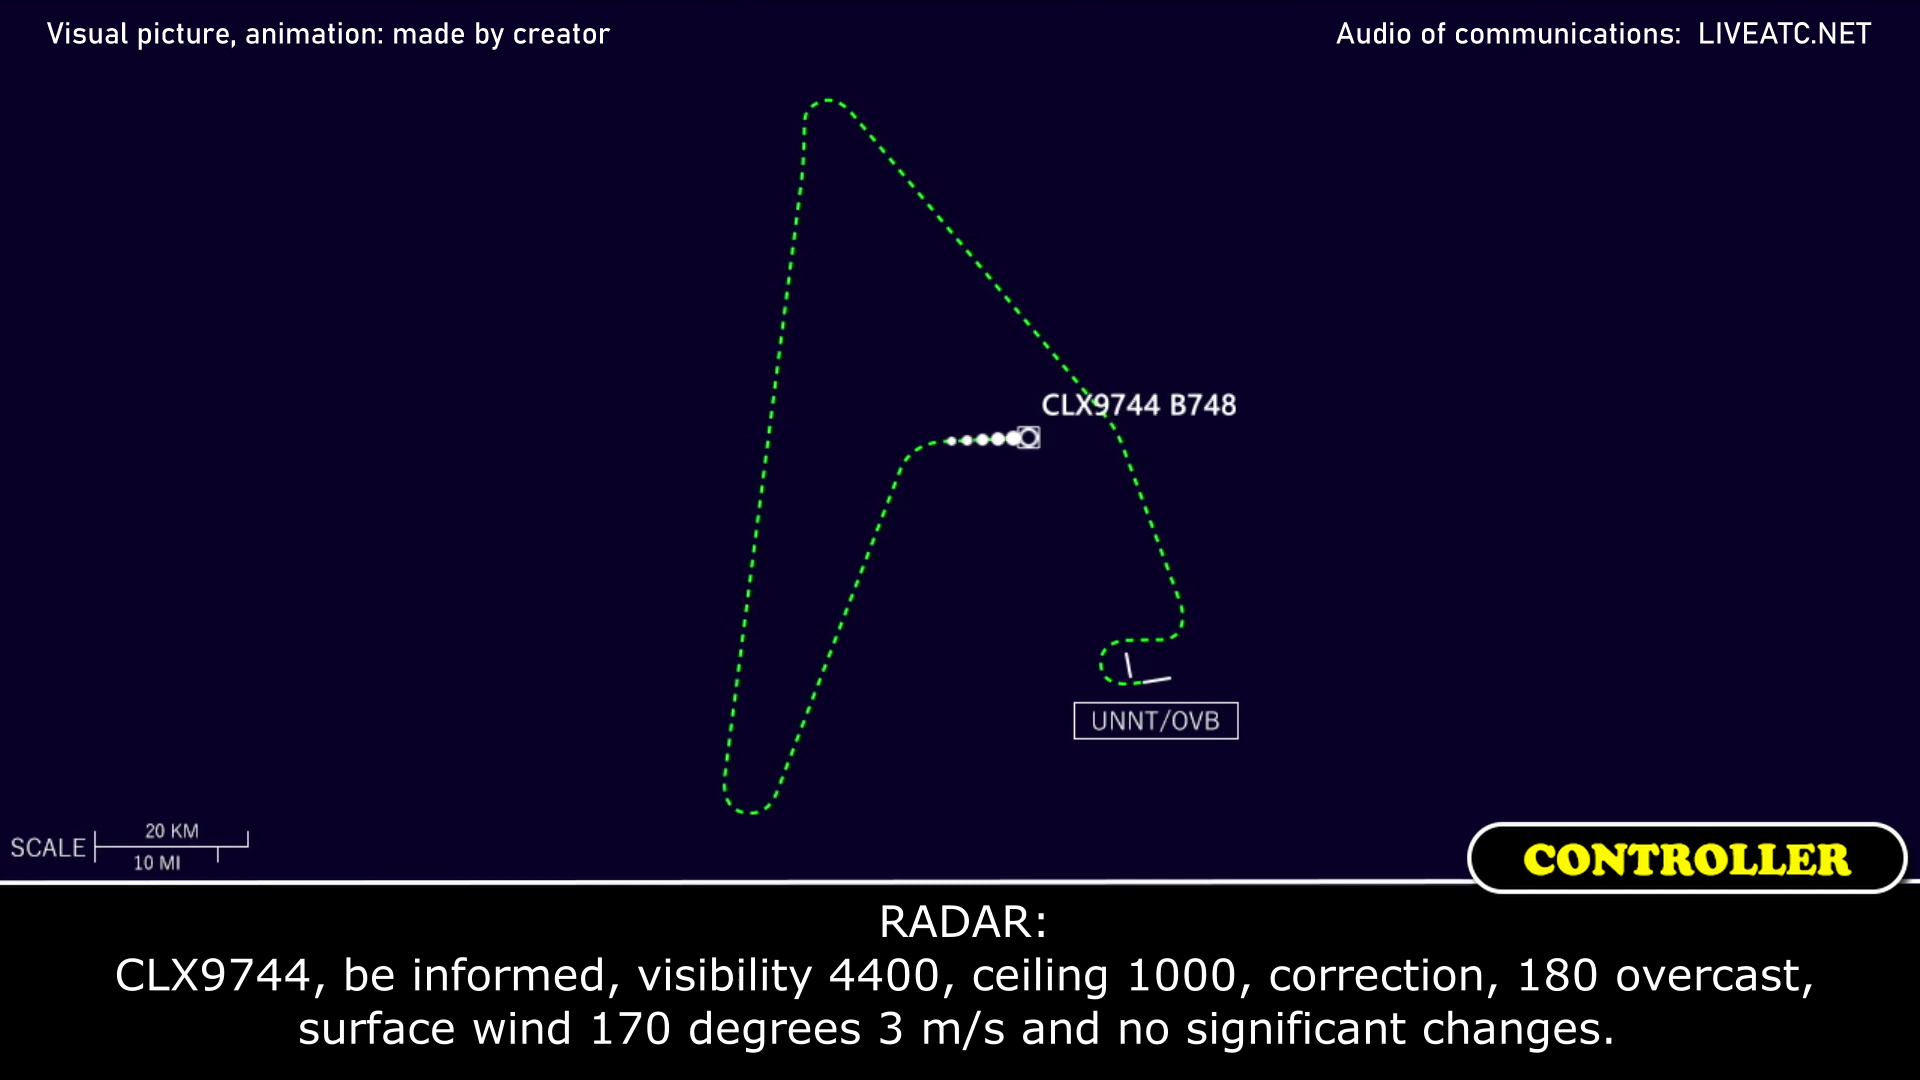 Visual picture, animation: made by creator
Audio of communications: LIVEATC.NET
CLX9744 B748
UNNT/OVB
20 KM
SCALE
10 MI
CONTROLLER
RADAR:
CLX9744, be informed, visibility 4400, ceiling 1000, correction, 180 overcast,
surface wind 170 degrees 3 m/s and no significant changes.